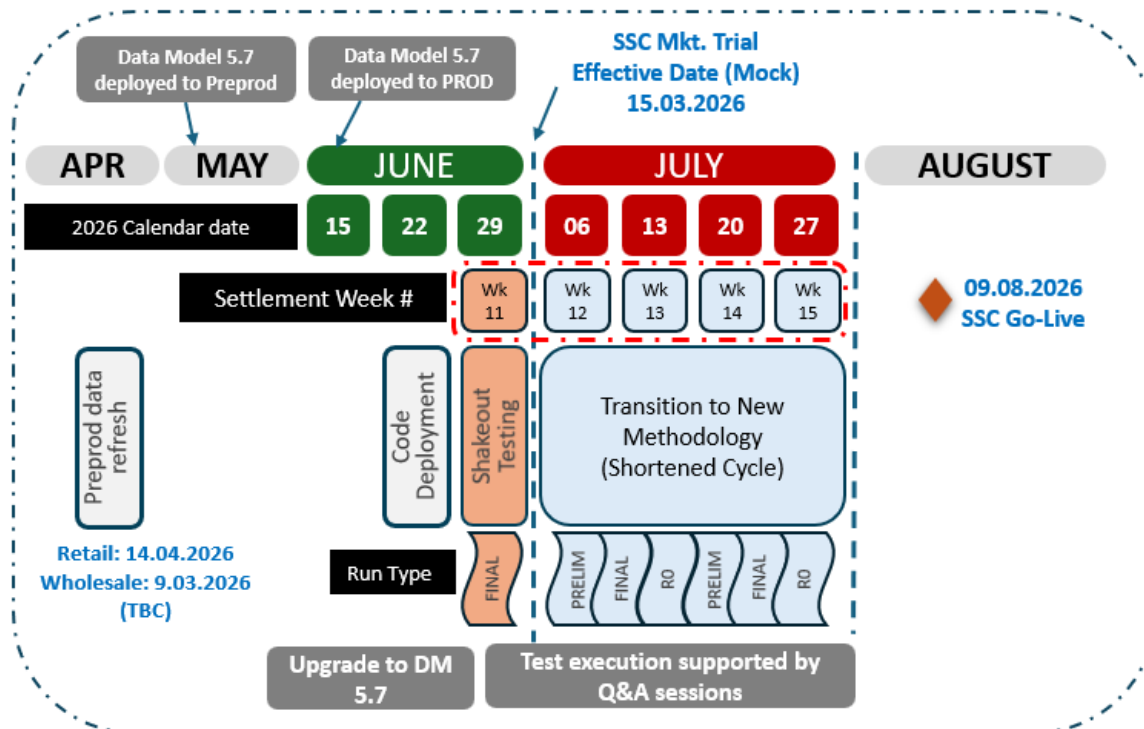 Data Model 5.7
deployed to Preprod
Data Model 5.7
deployed to PROD
SSC Mkt. Trial
Effective Date (Mock)
15.03.2026
APR
MAY
JUNE
JULY
AUGUST
2026 Calendar date
15
22
29
06
13
20
27
Settlement Week #
Wk
11
Wk
12
Wk
13
Wk
14
Wk
15
09.08.2026
SSC Go-Live
Preprod data
refresh
Code
Deployment
Shakeout
Testing
Transition to New
Methodology
(Shortened Cycle)
Retail: 14.04.2026
Wholesale: 9.03.2026
(TBC)
Run Type
FINAL
PRELIM
FINAL
R0
PRELIM
FINAL
R0
Upgrade to DM
5.7
Test execution supported by
Q&A sessions